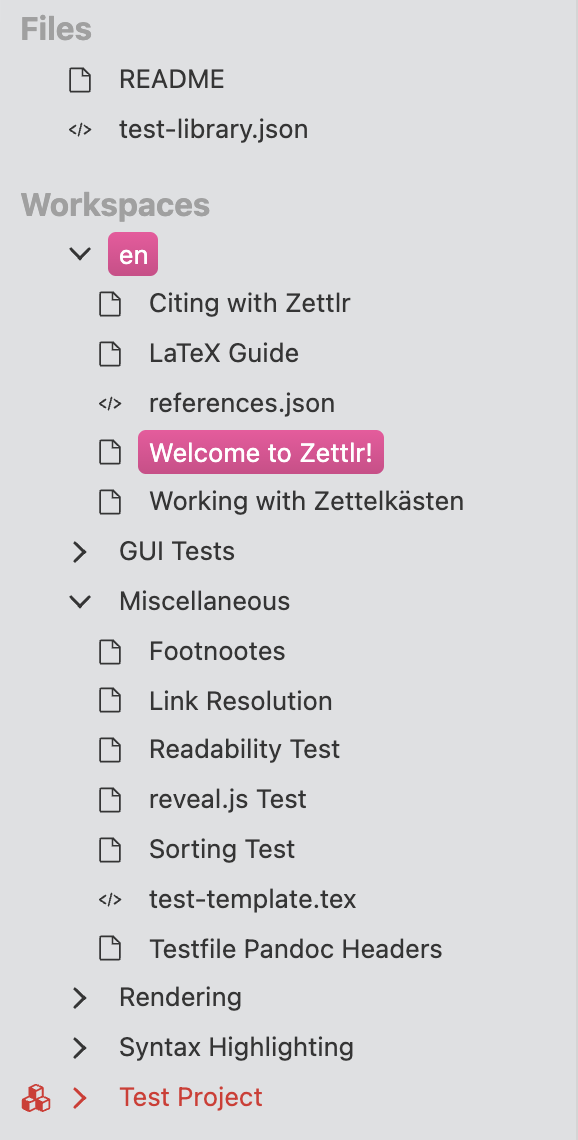 Files
README
test-library.json
Workspaces
en
Citing with Zettlr
LaTeX Guide
references.json
Welcome to Zettlr!
Working with Zettelkästen
GUI Tests
Miscellaneous
Footnootes
Link Resolution
Readability Test
reveal.js Test
Sorting Test
test-template.tex
Testfile Pandoc Headers
Rendering
Syntax Highlighting
Test Project